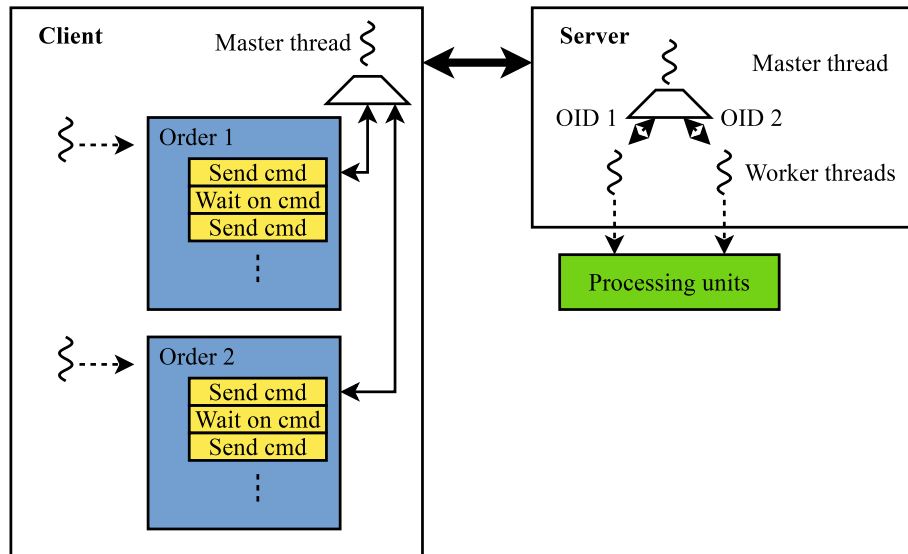 Client
Master thread
Order 1
Send cmd
Wait on cmd
Send cmd
Order 2
Send cmd
Wait on cmd
Send cmd
Server
Master thread
OID 1
OID 2
Worker threads
Processing units